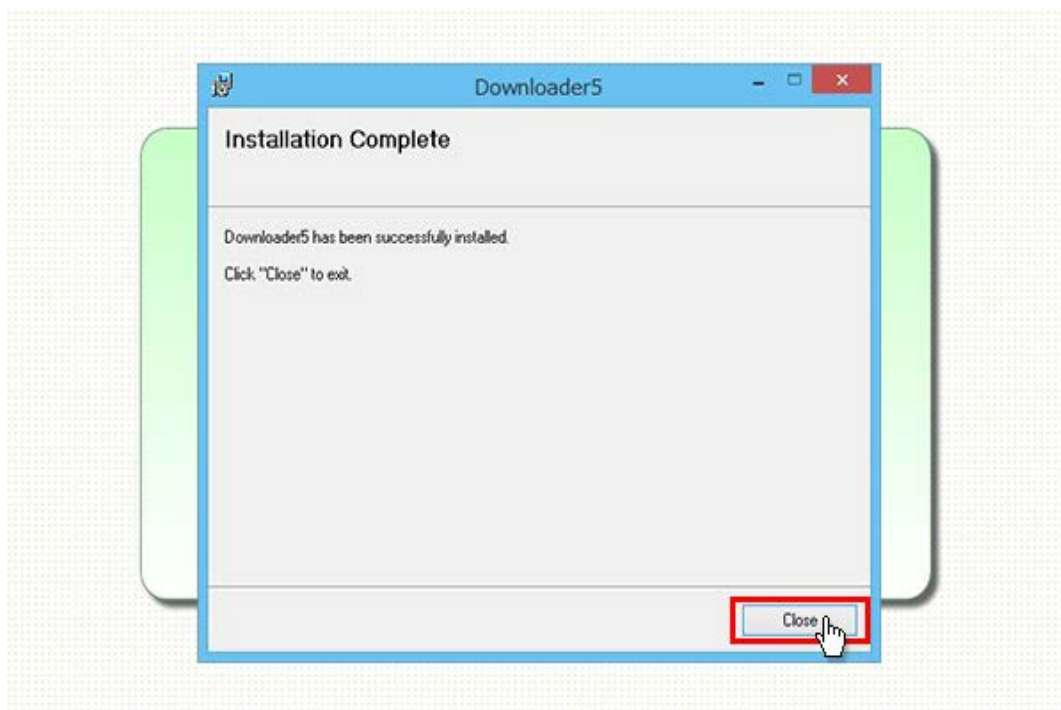 Downloader5
Installation Complete
Downloader5 has been successfully installed.
Click "Close" to exit.
Close